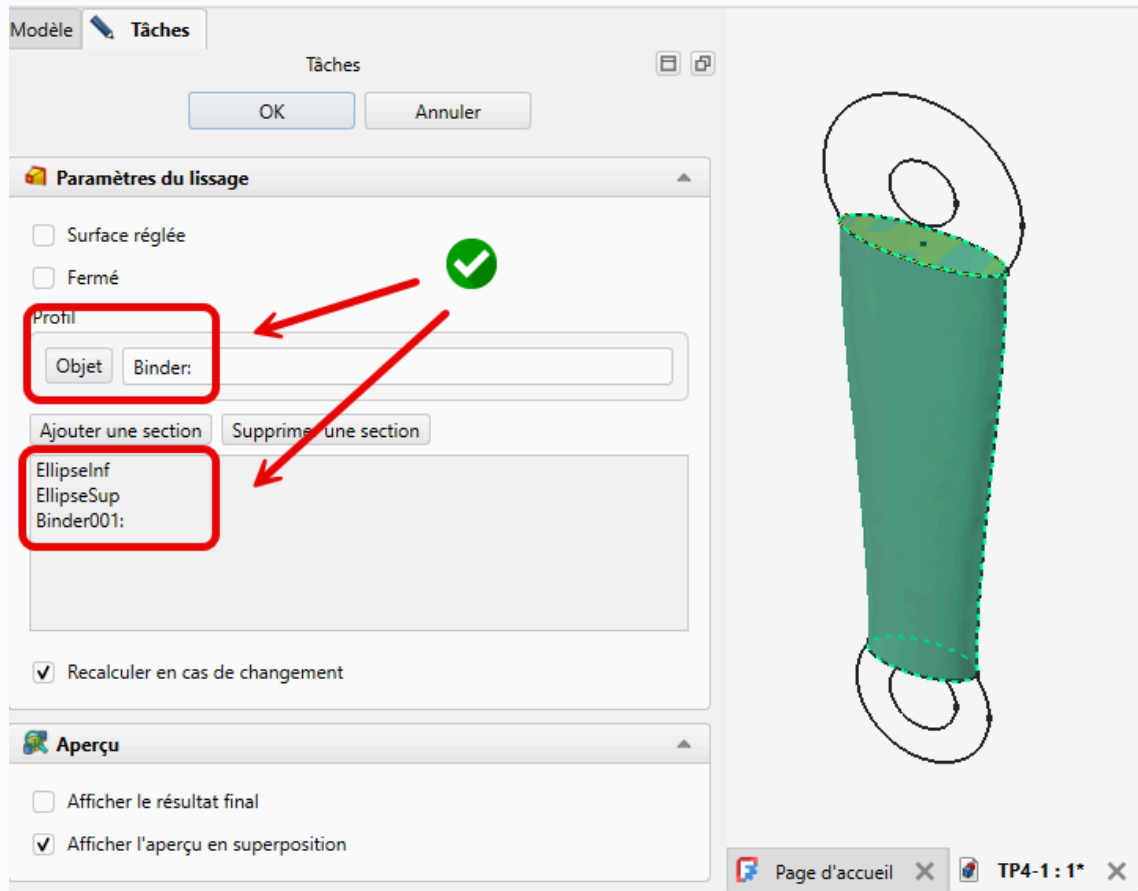 Modèle Tâches
Tâches
OK Annuler
Paramètres du lissage
Surface réglée
Fermé
Profil
Objet Binder:
Ajouter une section Supprimer une section
EllipseInf
EllipseSup
Binder001:
Recalculer en cas de changement
Aperçu
Afficher le résultat final
Afficher l'aperçu en superposition
Page d'accueil TP4-1 : 1*